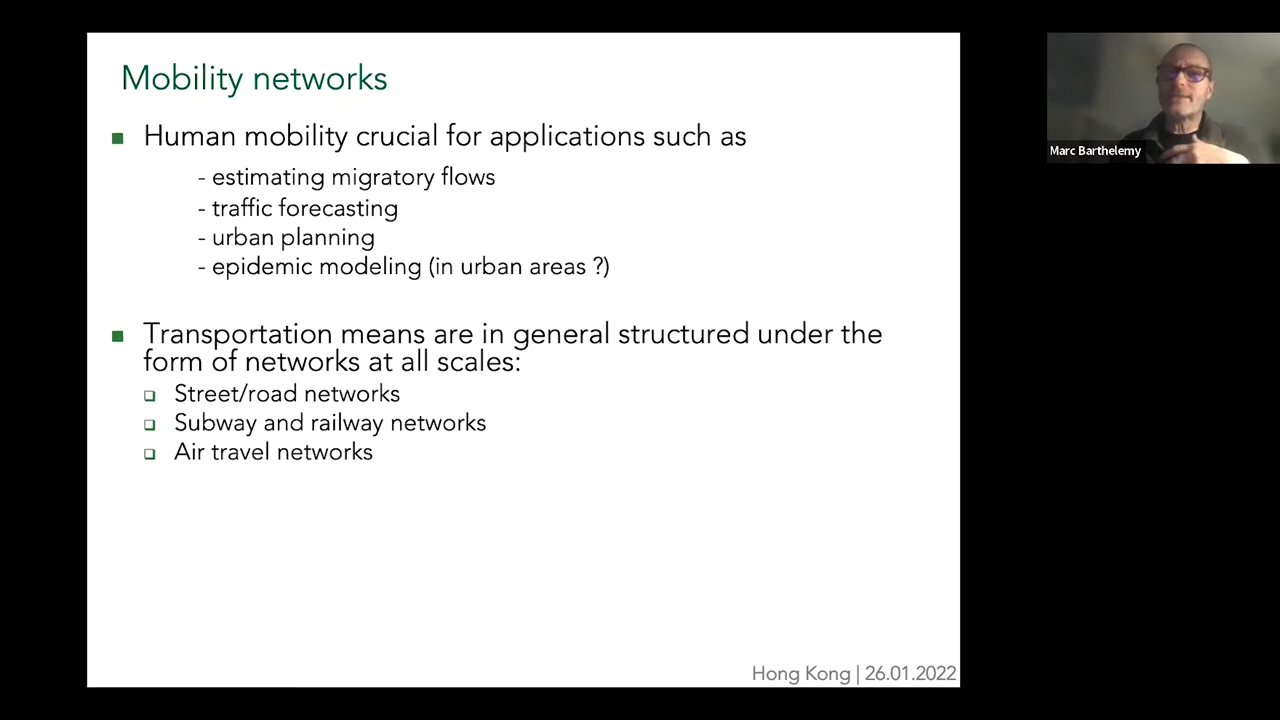 Mobility networks
Human mobility crucial for applications such as
- estimating migratory flows
- traffic forecasting
- urban planning
- epidemic modeling (in urban areas ?)
Transportation means are in general structured under the
form of networks at all scales:
Street/road networks
Subway and railway networks
Air travel networks
Hong Kong | 26.01.2022
Marc Barthelemy